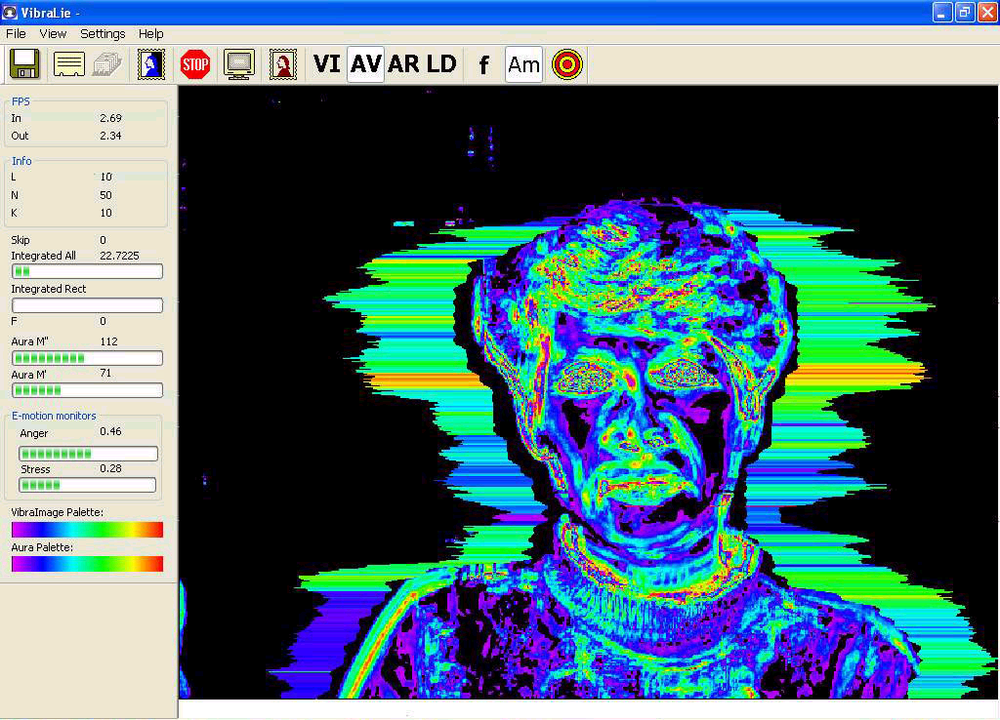 VibraLie -
File View Settings Help
STOP VI AV AR LD f Am
FPS
In 2.69
Out 2.34
Info
L 10
N 50
K 10
Skip 0
Integrated All 22.7225
Integrated Rect
F 0
Aura M" 112
Aura M' 71
E-motion monitors
Anger 0.46
Stress 0.28
VibraImage Palette:
Aura Palette: